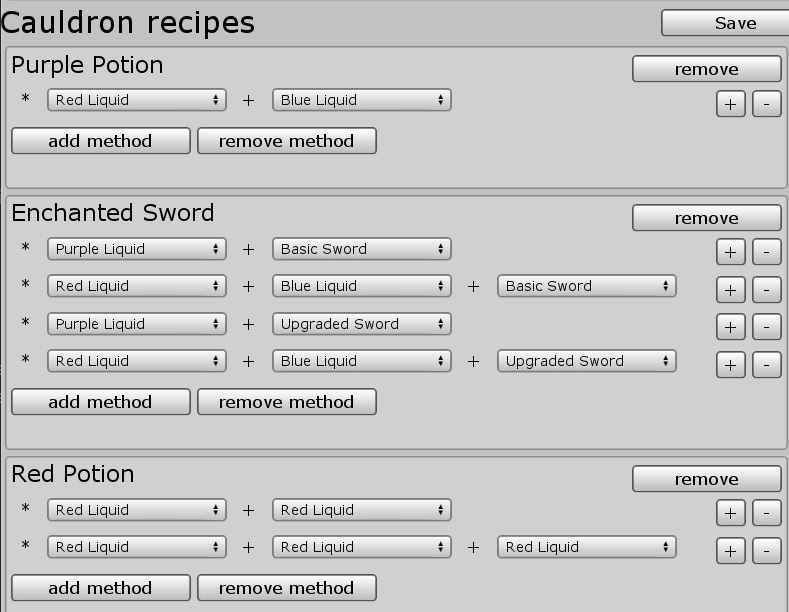 Cauldron recipes Save
Purple Potion remove
* Red Liquid + Blue Liquid + -
add method remove method
Enchanted Sword remove
* Purple Liquid + Basic Sword + -
* Red Liquid + Blue Liquid + Basic Sword + -
* Purple Liquid + Upgraded Sword + -
* Red Liquid + Blue Liquid + Upgraded Sword + -
add method remove method
Red Potion remove
* Red Liquid + Red Liquid + -
* Red Liquid + Red Liquid + Red Liquid + -
add method remove method